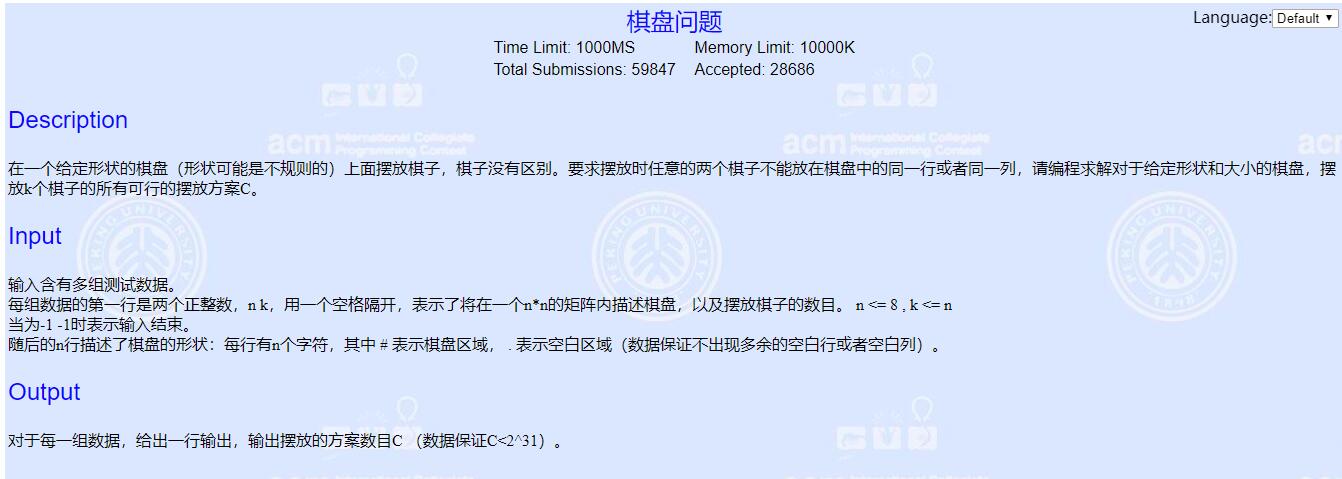 棋盘问题
Language: Default
Time Limit: 1000MS Memory Limit: 10000K
Total Submissions: 59847 Accepted: 28686
Description
在一个给定形状的棋盘（形状可能是不规则的）上面摆放棋子，棋子没有区别。要求摆放时任意的两个棋子不能放在棋盘中的同一行或者同一列，请编程求解对于给定形状和大小的棋盘，摆
放k个棋子的所有可行的摆放方案C。
Input
输入含有多组测试数据。
每组数据的第一行是两个正整数，n k，用一个空格隔开，表示了将在一个n*n的矩阵内描述棋盘，以及摆放棋子的数目。 n <= 8 , k <= n
当为-1 -1时表示输入结束。
随后的n行描述了棋盘的形状：每行有n个字符，其中 # 表示棋盘区域， . 表示空白区域（数据保证不出现多余的空白行或者空白列）。
Output
对于每一组数据，给出一行输出，输出摆放的方案数目C （数据保证C<2^31）。
acm International Collegiate Programming Contest
acm International Collegiate Programming Contest
PEKING UNIVERSITY 1898
PEKING UNIVERSITY 1898
PEKING UNIVERSITY 1898